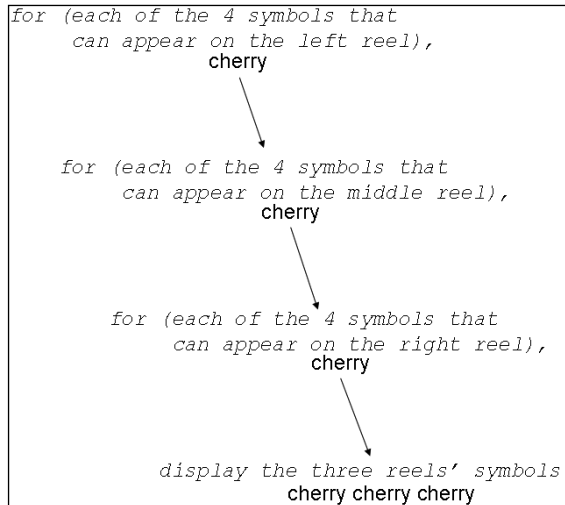 for (each of the 4 symbols that
can appear on the left reel),
cherry
for (each of the 4 symbols that
can appear on the middle reel),
cherry
for (each of the 4 symbols that
can appear on the right reel),
cherry
display the three reels’ symbols
cherry cherry cherry